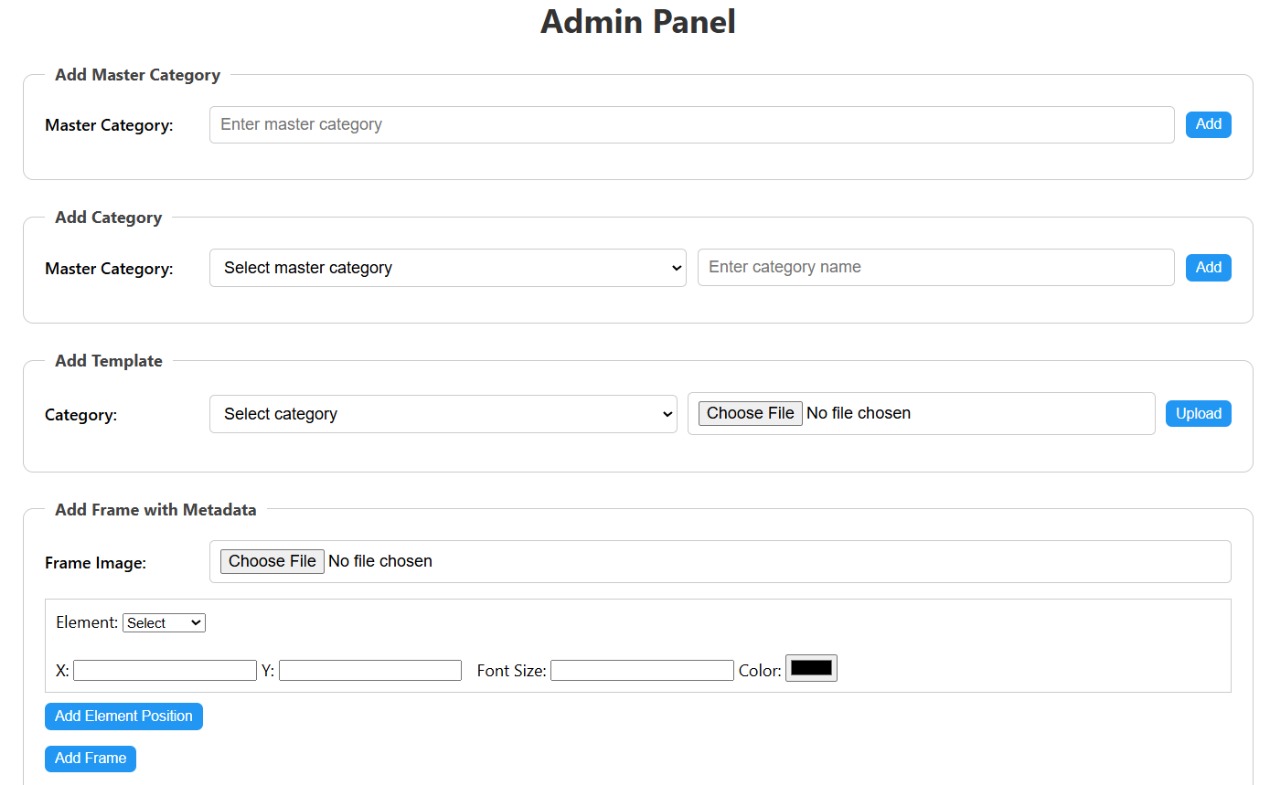 Admin Panel
Add Master Category
Master Category: Enter master category Add
Add Category
Master Category: Select master category Enter category name Add
Add Template
Category: Select category Choose File No file chosen Upload
Add Frame with Metadata
Frame Image: Choose File No file chosen
Element: Select
X: Y: Font Size: Color:
Add Element Position
Add Frame